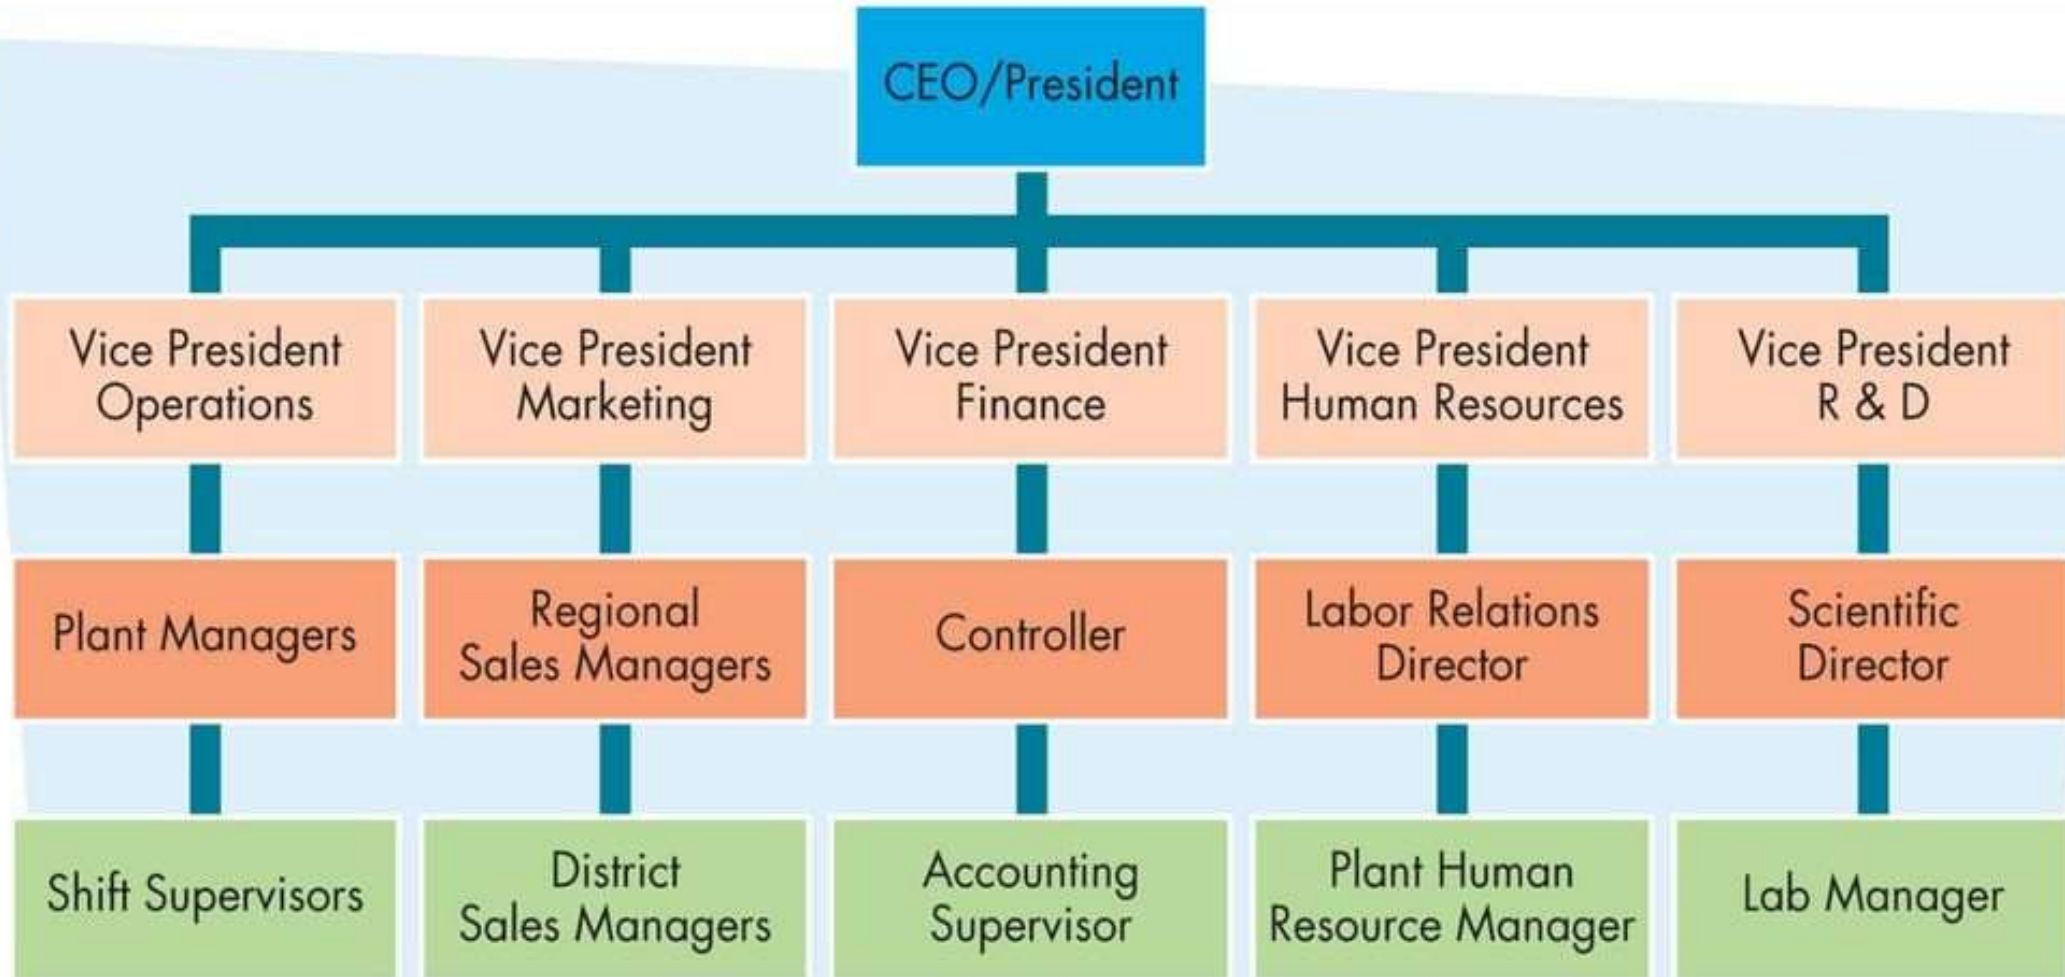 CEO/President
Vice President
Operations
Vice President
Marketing
Vice President
Finance
Vice President
Human Resources
Vice President
R & D
Plant Managers
Regional
Sales Managers
Controller
Labor Relations
Director
Scientific
Director
Shift Supervisors
District
Sales Managers
Accounting
Supervisor
Plant Human
Resource Manager
Lab Manager